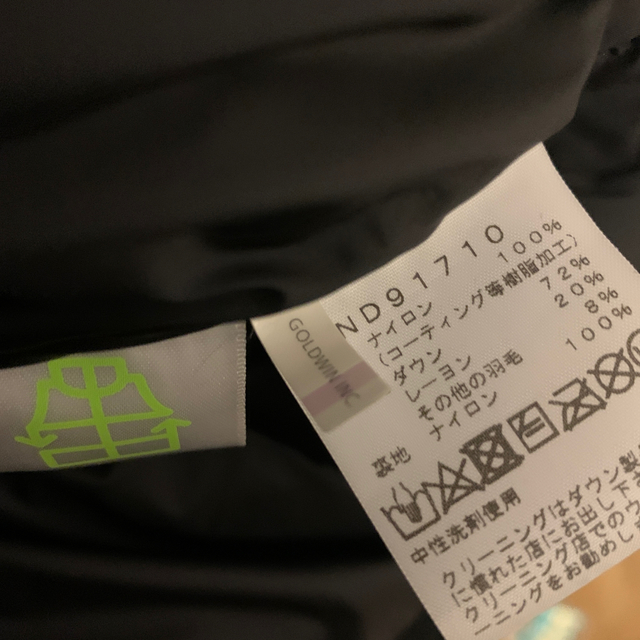 GOLDWIN INC
ND91710
ナイロン 100%
(コーティング等樹脂加工)
ダウン 72%
レーヨン 20%
その他の羽毛 8%
ナイロン 100%
基地
中性洗剤使用
クリーニングはダウン製
に慣れた店にお出し下
クリーニング店での
ニングをお勧めし